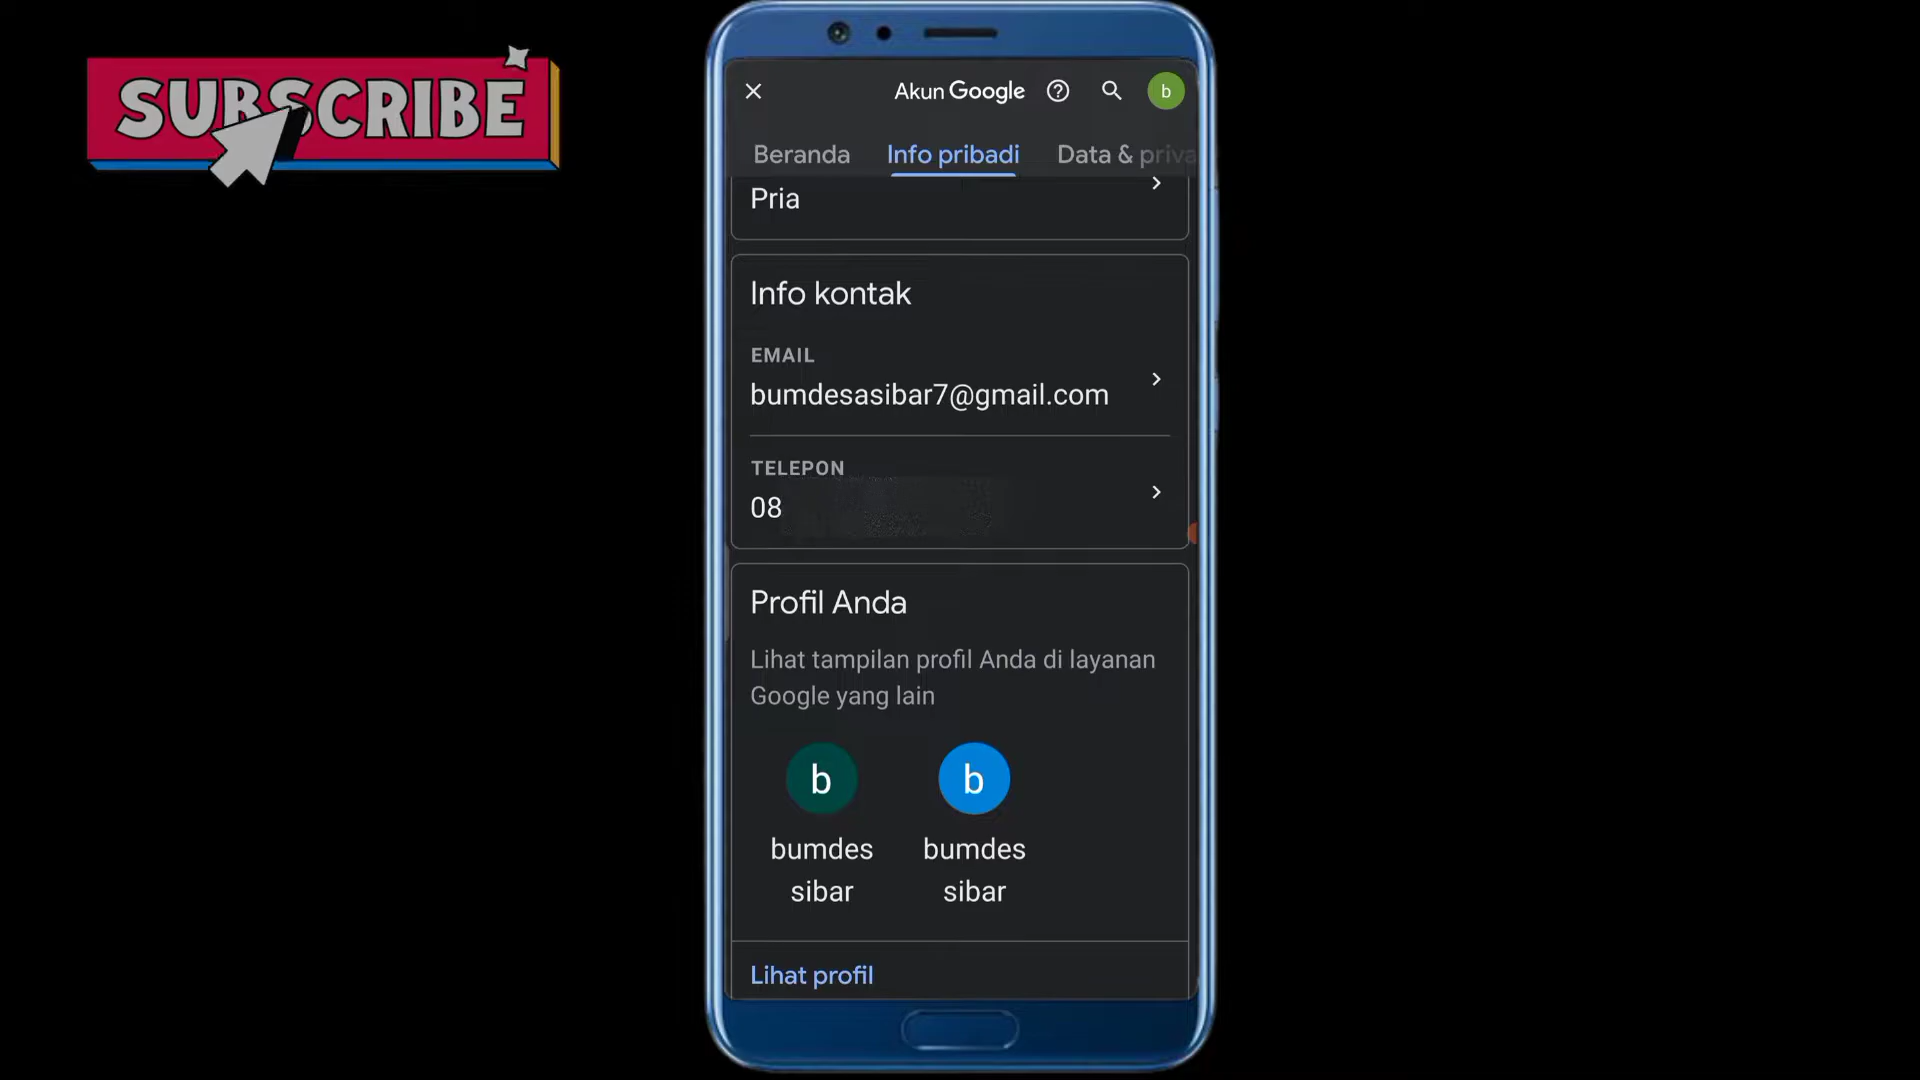 SUBSCRIBE
Akun Google
b
Beranda
Info pribadi
Data & priva
Pria
Info kontak
EMAIL
bumdesasibar7@gmail.com
TELEPON
08
Profil Anda
Lihat tampilan profil Anda di layanan
Google yang lain
b
b
bumdes
sibar
bumdes
sibar
Lihat profil